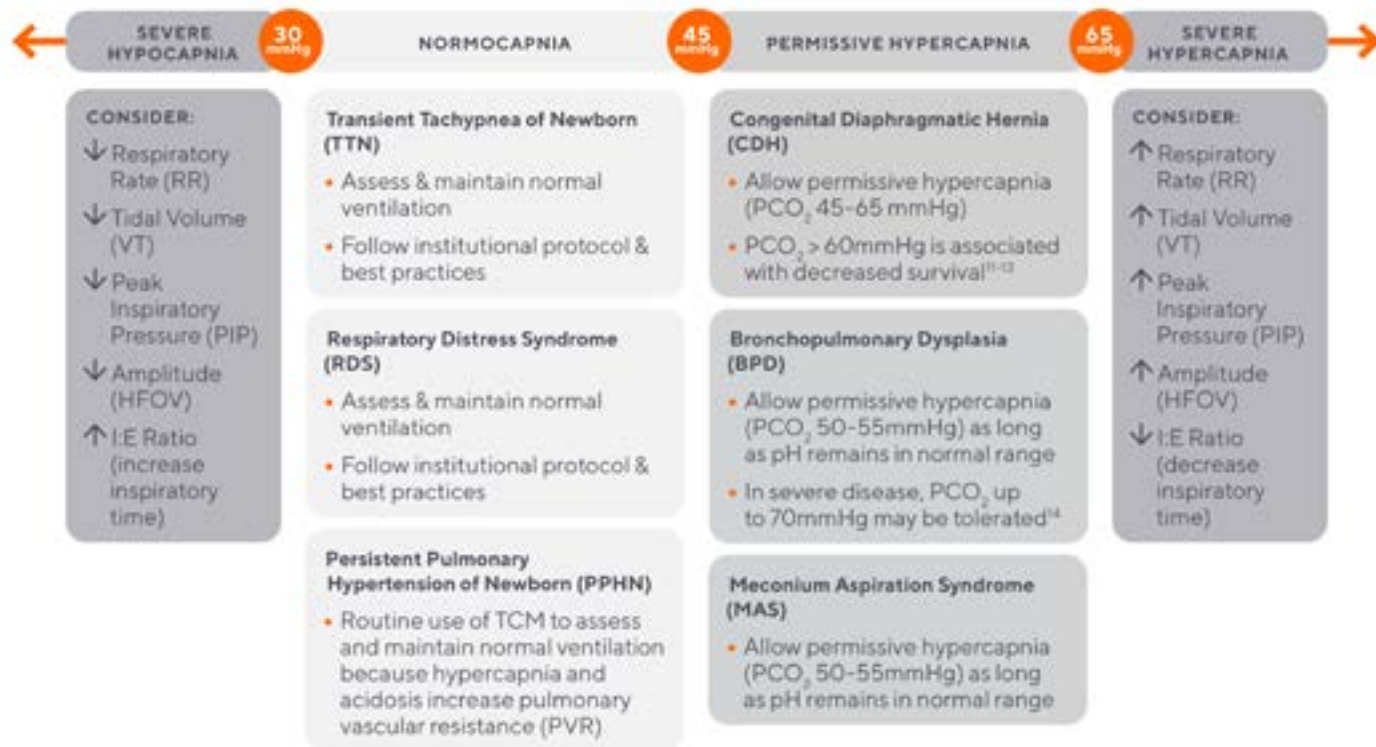 SEVERE
HYPOCAPNIA
30
mmHg
NORMOCAPNIA
45
mmHg
PERMISSIVE HYPERCAPNIA
65
mmHg
SEVERE
HYPERCAPNIA
CONSIDER:
↓ Respiratory
Rate (RR)
↓ Tidal Volume
(VT)
↓ Peak
Inspiratory
Pressure (PIP)
↓ Amplitude
(HFOV)
↑ I:E Ratio
(increase
inspiratory
time)
Transient Tachypnea of Newborn
(TTN)
• Assess & maintain normal
ventilation
• Follow institutional protocol &
best practices
Respiratory Distress Syndrome
(RDS)
• Assess & maintain normal
ventilation
• Follow institutional protocol &
best practices
Persistent Pulmonary
Hypertension of Newborn (PPHN)
• Routine use of TCM to assess
and maintain normal ventilation
because hypercapnia and
acidosis increase pulmonary
vascular resistance (PVR)
Congenital Diaphragmatic Hernia
(CDH)
• Allow permissive hypercapnia
(PCO₂ 45-65 mmHg)
• PCO₂ > 60mmHg is associated
with decreased survival¹¹⁻¹³
Bronchopulmonary Dysplasia
(BPD)
• Allow permissive hypercapnia
(PCO₂ 50-55mmHg) as long
as pH remains in normal range
• In severe disease, PCO₂ up
to 70mmHg may be tolerated¹⁴
Meconium Aspiration Syndrome
(MAS)
• Allow permissive hypercapnia
(PCO₂ 50-55mmHg) as long
as pH remains in normal range
CONSIDER:
↑ Respiratory
Rate (RR)
↑ Tidal Volume
(VT)
↑ Peak
Inspiratory
Pressure (PIP)
↑ Amplitude
(HFOV)
↓ I:E Ratio
(decrease
inspiratory
time)